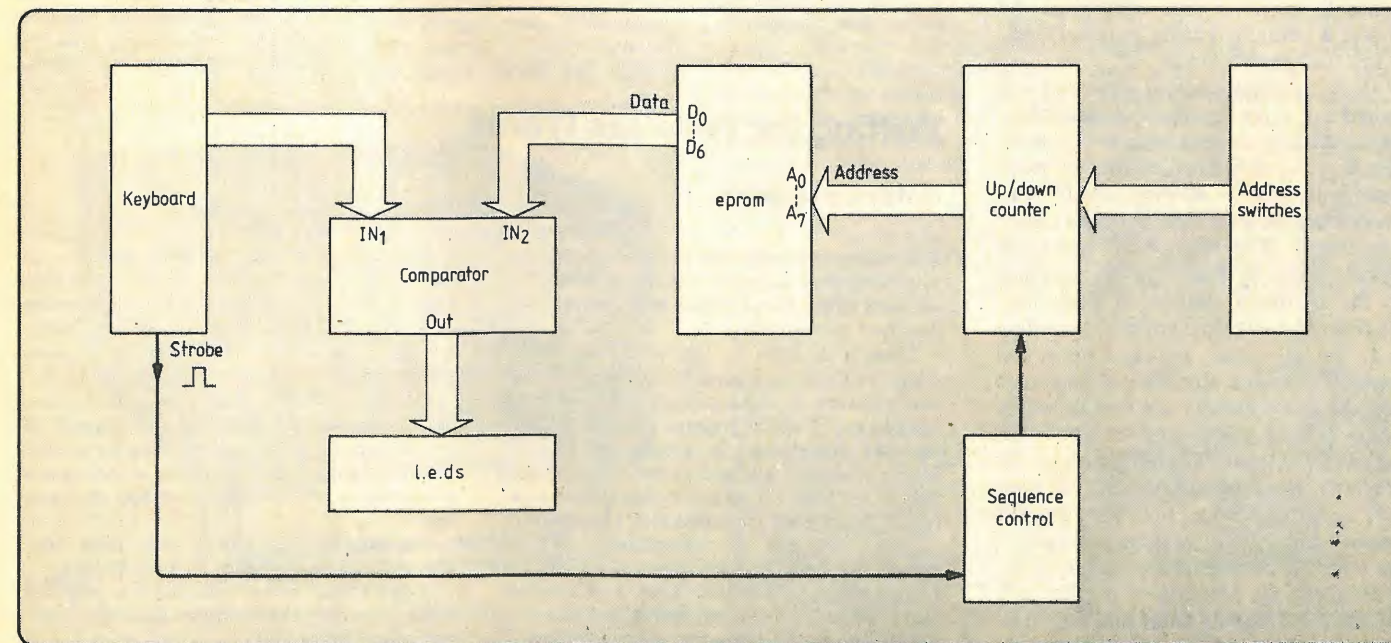 Keyboard
Strobe
IN1
IN2
Comparator
Out
l.e.ds
Data
D0
D6
eprom
A0
A7
Address
Up/down
counter
Address
switches
Sequence
control